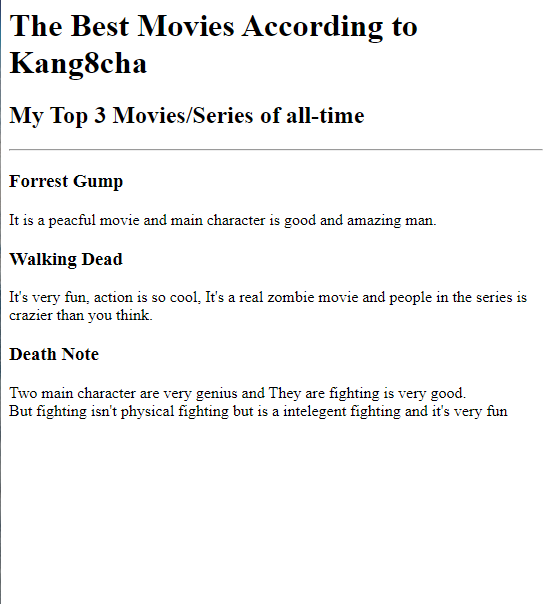 The Best Movies According to
Kang8cha
My Top 3 Movies/Series of all-time
Forrest Gump
It is a peacful movie and main character is good and amazing man.
Walking Dead
It's very fun, action is so cool, It's a real zombie movie and people in the series is
crazier than you think.
Death Note
Two main character are very genius and They are fighting is very good.
But fighting isn't physical fighting but is a intelegent fighting and it's very fun